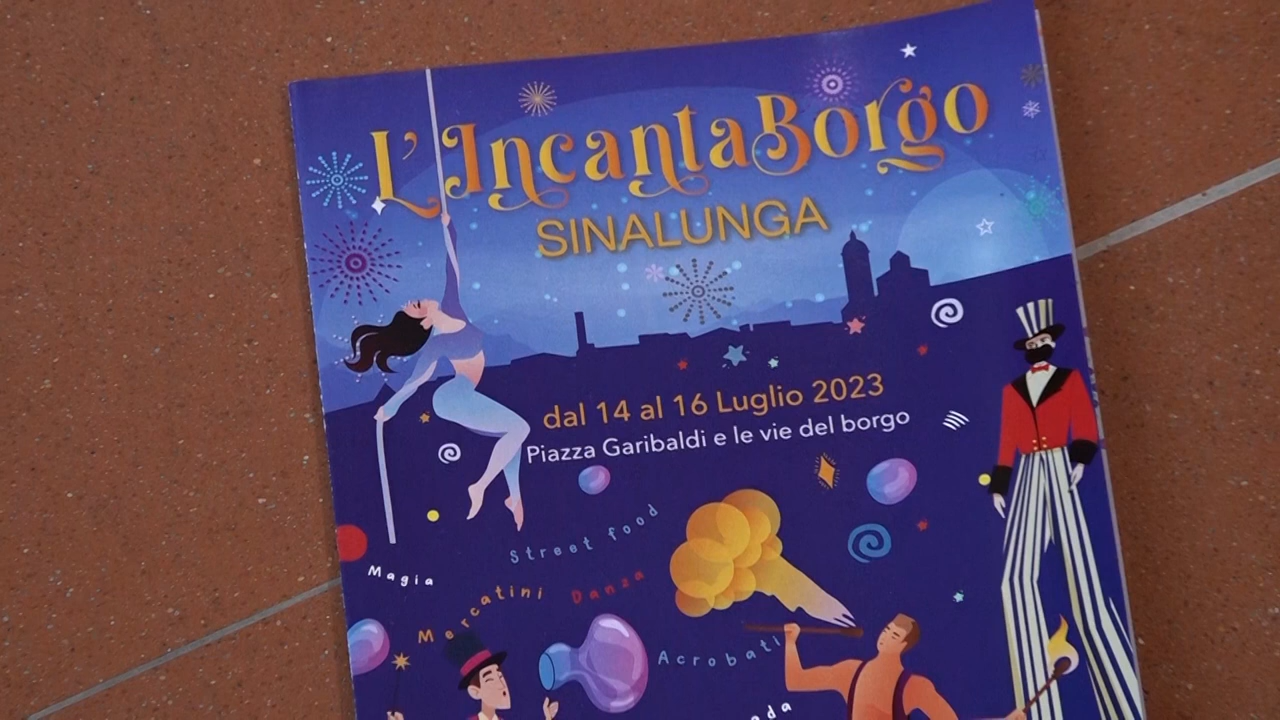 L'IncantaBorgo
SINALUNGA
dal 14 al 16 Luglio 2023
Piazza Garibaldi e le vie del borgo
Street food
Magia
Mercatini
Danza
Acrobati